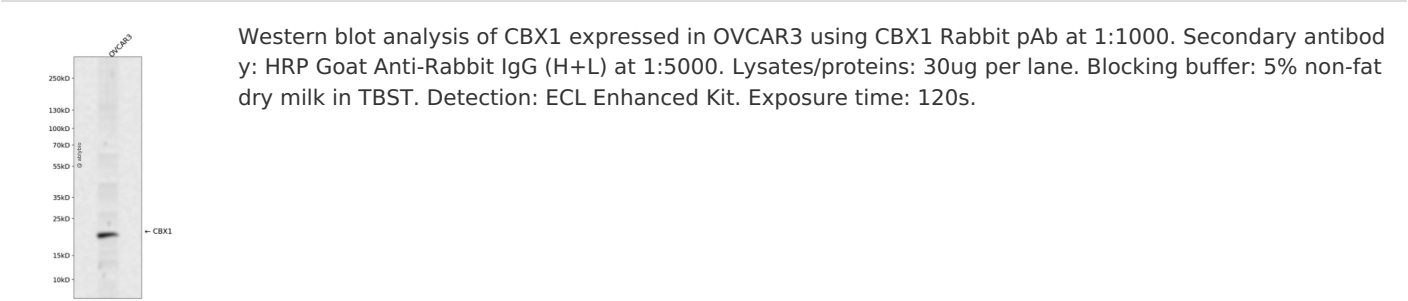 OVCAR3
Western blot analysis of CBX1 expressed in OVCAR3 using CBX1 Rabbit pAb at 1:1000. Secondary antibod
y: HRP Goat Anti-Rabbit IgG (H+L) at 1:5000. Lysates/proteins: 30ug per lane. Blocking buffer: 5% non-fat
dry milk in TBST. Detection: ECL Enhanced Kit. Exposure time: 120s.
250kD
130kD
100kD
70kD
55kD
35kD
25kD
← CBX1
15kD
10kD